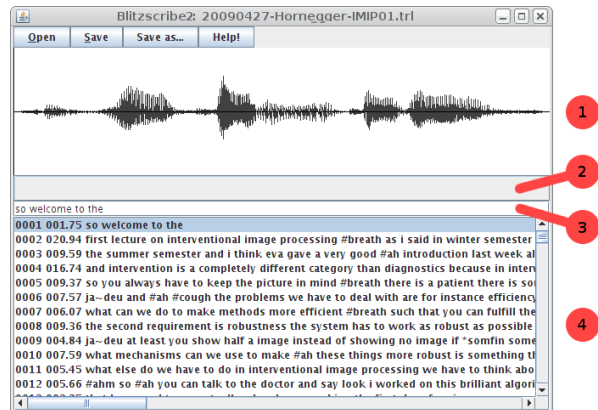 Blitzscribe2: 20090427-Hornegger-IMIP01.trl
Open Save Save as... Help!
1
2
so welcome to the
3
0001 001.75 so welcome to the
0002 020.94 first lecture on interventional image processing #breath as i said in winter semester
0003 009.59 the summer semester and i think eva gave a very good #ah introduction last week al
0004 016.74 and intervention is a completely different category than diagnostics because in interv
0005 009.37 so you always have to keep the picture in mind #breath there is a patient there is so
0006 007.57 ja~deu and #ah #cough the problems we have to deal with are for instance efficiency
0007 006.07 what can we do to make methods more efficient #breath such that you can fulfill the
4
0008 009.36 the second requirement is robustness the system has to work as robust as possible
0009 004.84 ja~deu at least you show half a image instead of showing no image if *somfin some
0010 007.59 what mechanisms can we use to make #ah these things more robust is something t
0011 005.45 what else do we have to do in interventional image processing we have to think abo
0012 005.66 #ahm so #ah you can talk to the doctor and say look i worked on this brilliant algori